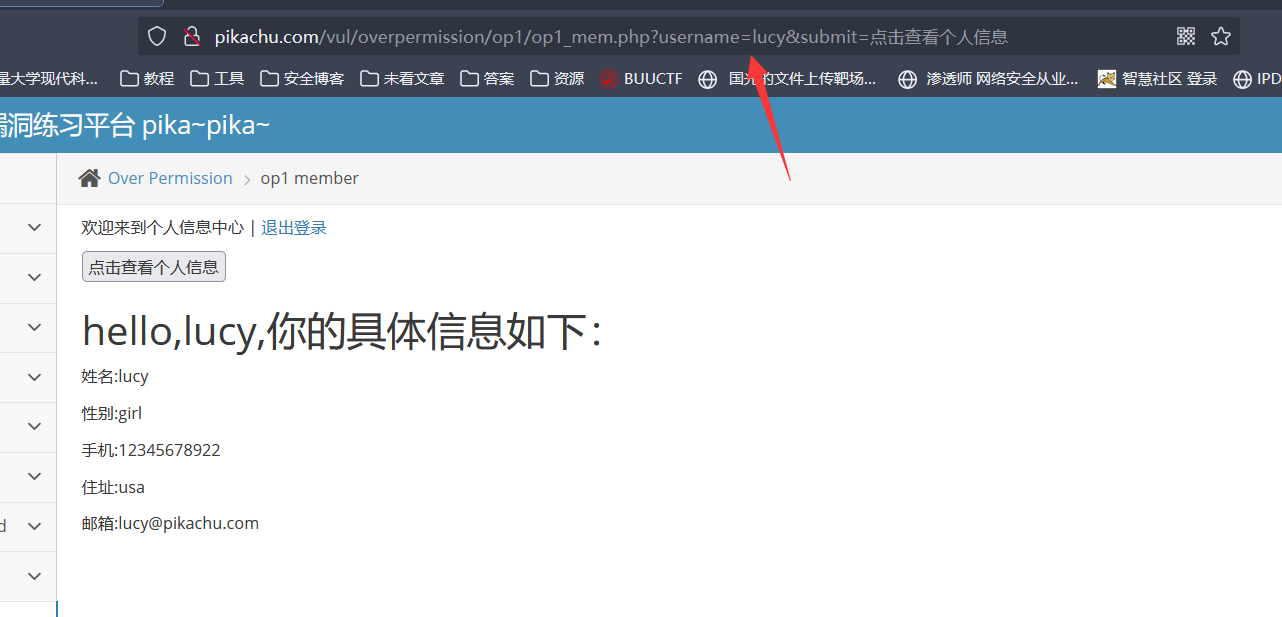 pikachu.com/vul/overpermission/op1/op1_mem.php?username=lucy&submit=点击查看个人信息
量大学现代科... 教程 工具 安全博客 未看文章 答案 资源 BUUCTF 国光的文件上传靶场... 渗透师 网络安全从业... 智慧社区 登录 IPD
漏洞练习平台 pika~pika~
Over Permission > op1 member
欢迎来到个人信息中心 | 退出登录
点击查看个人信息
hello,lucy,你的具体信息如下：
姓名:lucy
性别:girl
手机:12345678922
住址:usa
邮箱:lucy@pikachu.com
d